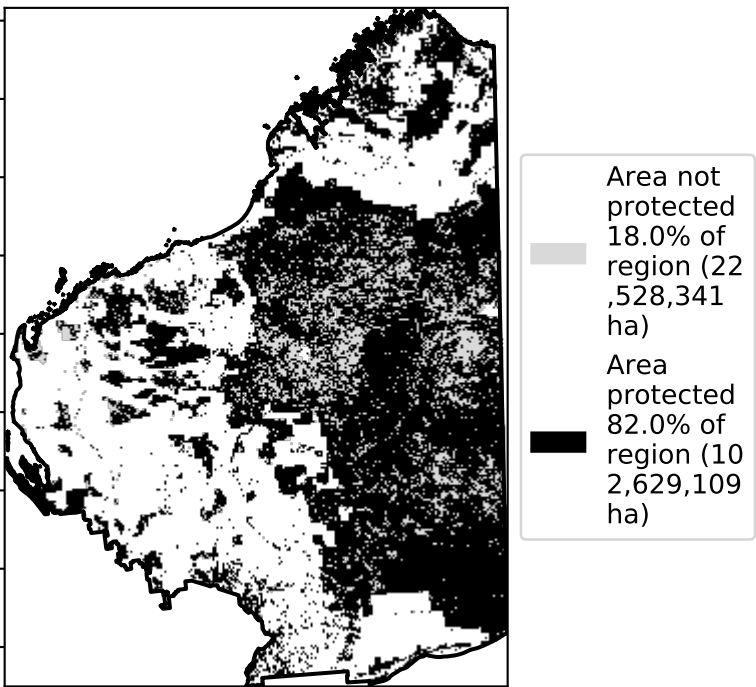 Area not
protected
18.0% of
region (22
,528,341
ha)
Area
protected
82.0% of
region (10
2,629,109
ha)